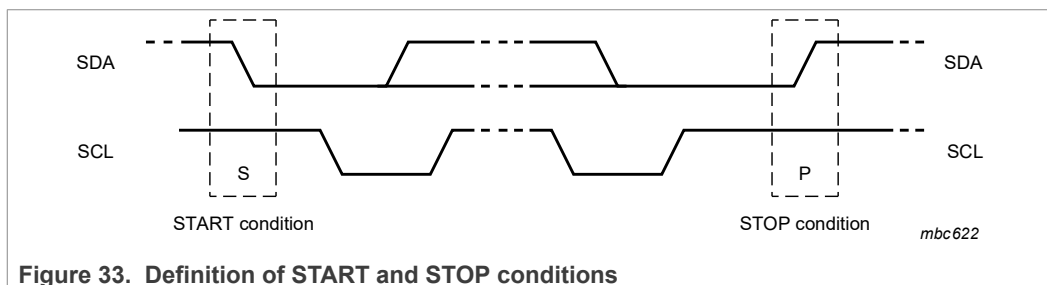 SDA SDA
SCL SCL
S P
START condition STOP condition
mbc622
Figure 33. Definition of START and STOP conditions